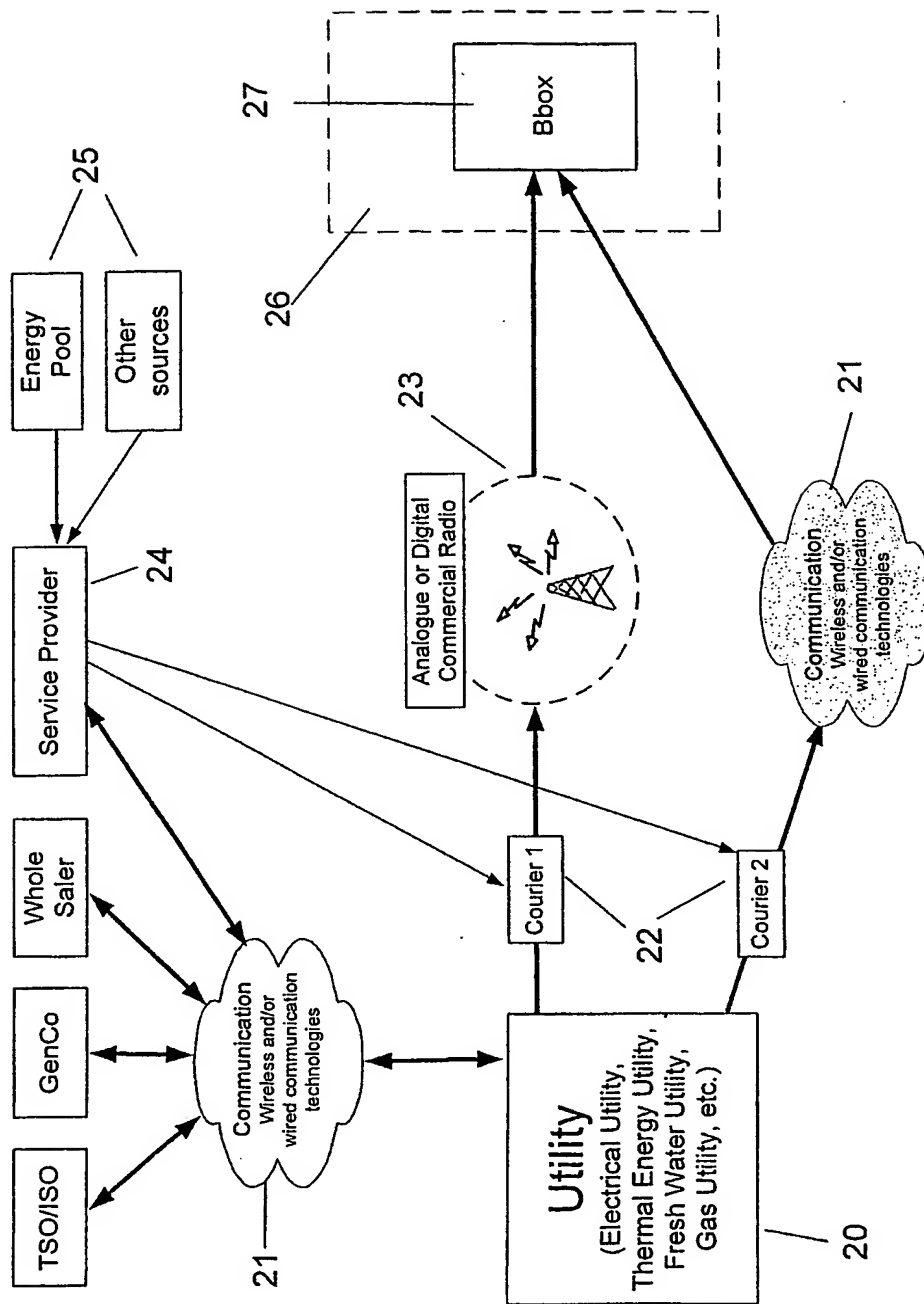 TSO/ISO
GenCo
Whole
Saler
Service Provider
24
Energy
Pool
Other
sources
25
Communication
Wireless and/or
wired communication
technologies
21
Analogue or Digital
Commercial Radio
23
26
27
Bbox
Utility
(Electrical Utility,
Thermal Energy Utility,
Fresh Water Utility,
Gas Utility, etc.)
20
Courier 1
22
Courier 2
Communication
Wireless and/or
wired communication
technologies
21